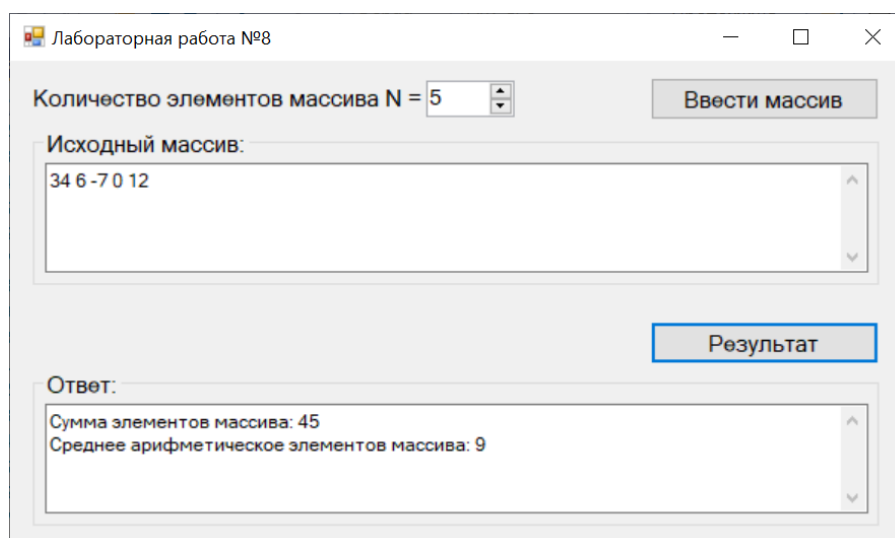 Лабораторная работа №8
Количество элементов массива N = 5
Ввести массив
Исходный массив:
34 6 -7 0 12
Результат
Ответ:
Сумма элементов массива: 45
Среднее арифметическое элементов массива: 9